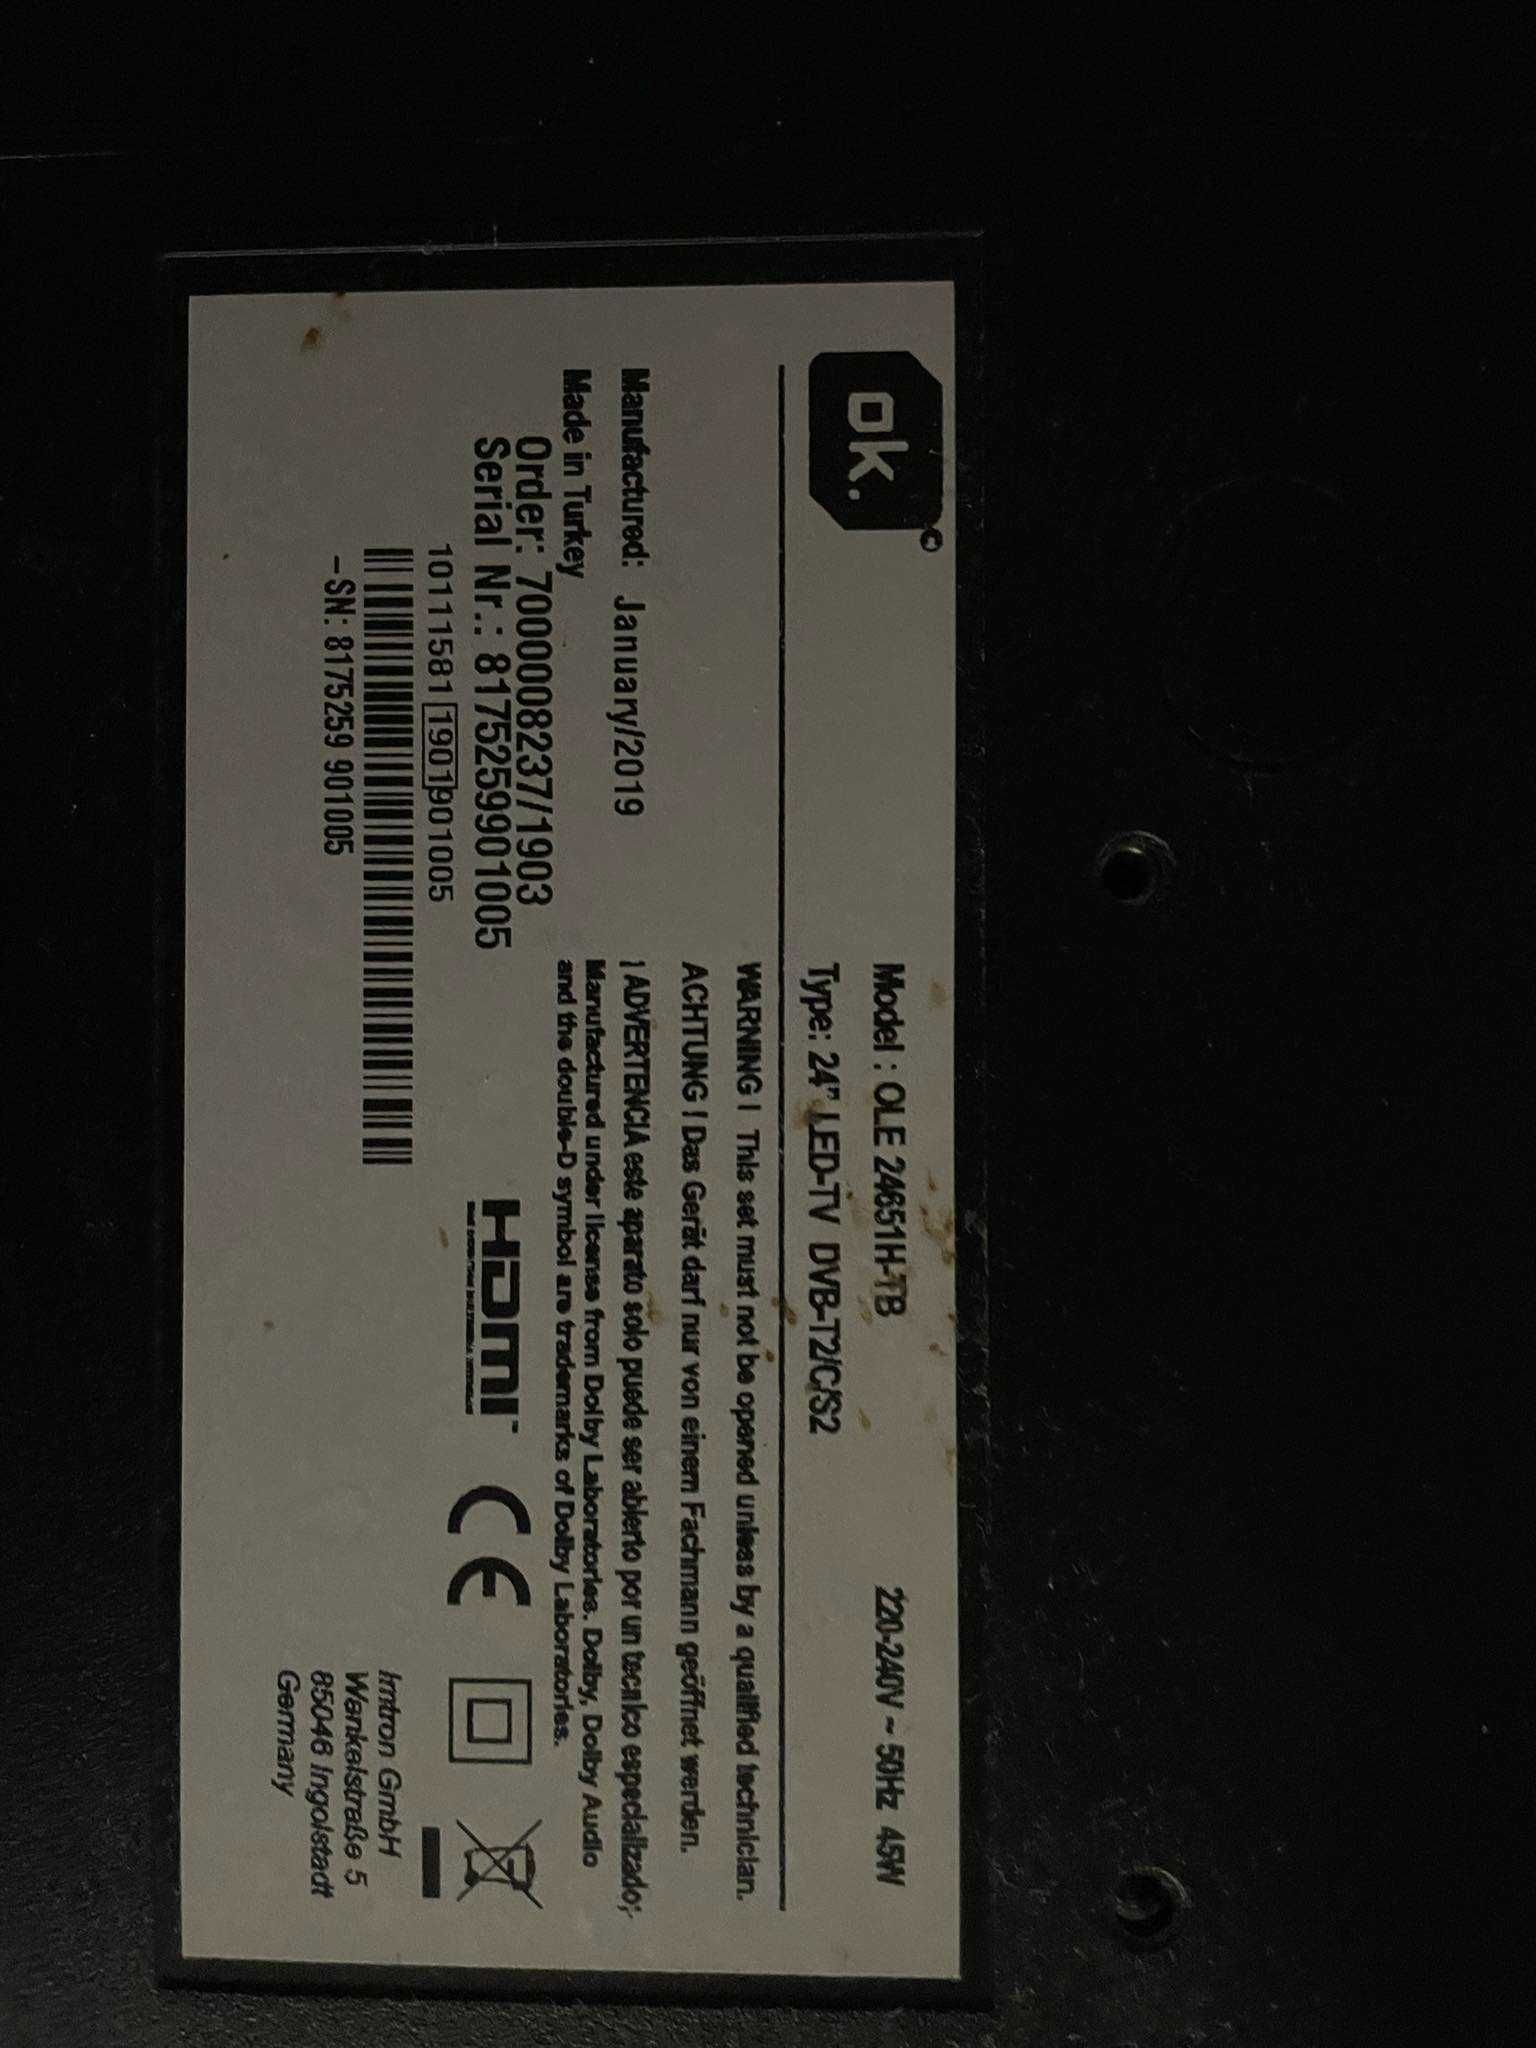 ok.©
Model : OLE 24651H-TB
220-240V ~ 50Hz 45W
Type: 24" LED-TV DVB-T2/C/S2
WARNING ! This set must not be opened unless by a qualified technician.
ACHTUNG ! Das Gerät darf nur von einem Fachmann geöffnet werden.
¡ ADVERTENCIA este aparato solo puede ser abierto por un tecnico especializado;
Manufactured under license from Dolby Laboratories. Dolby, Dolby Audio
and the double-D symbol are trademarks of Dolby Laboratories.
Manufactured: January/2019
Made in Turkey
Order: 7000008237/1903
Serial Nr.: 8175259901005
10111581 1901901005
-SN: 8175259 901005
HDMI™
CE
Imtron GmbH
Wankelstraße 5
85046 Ingolstadt
Germany